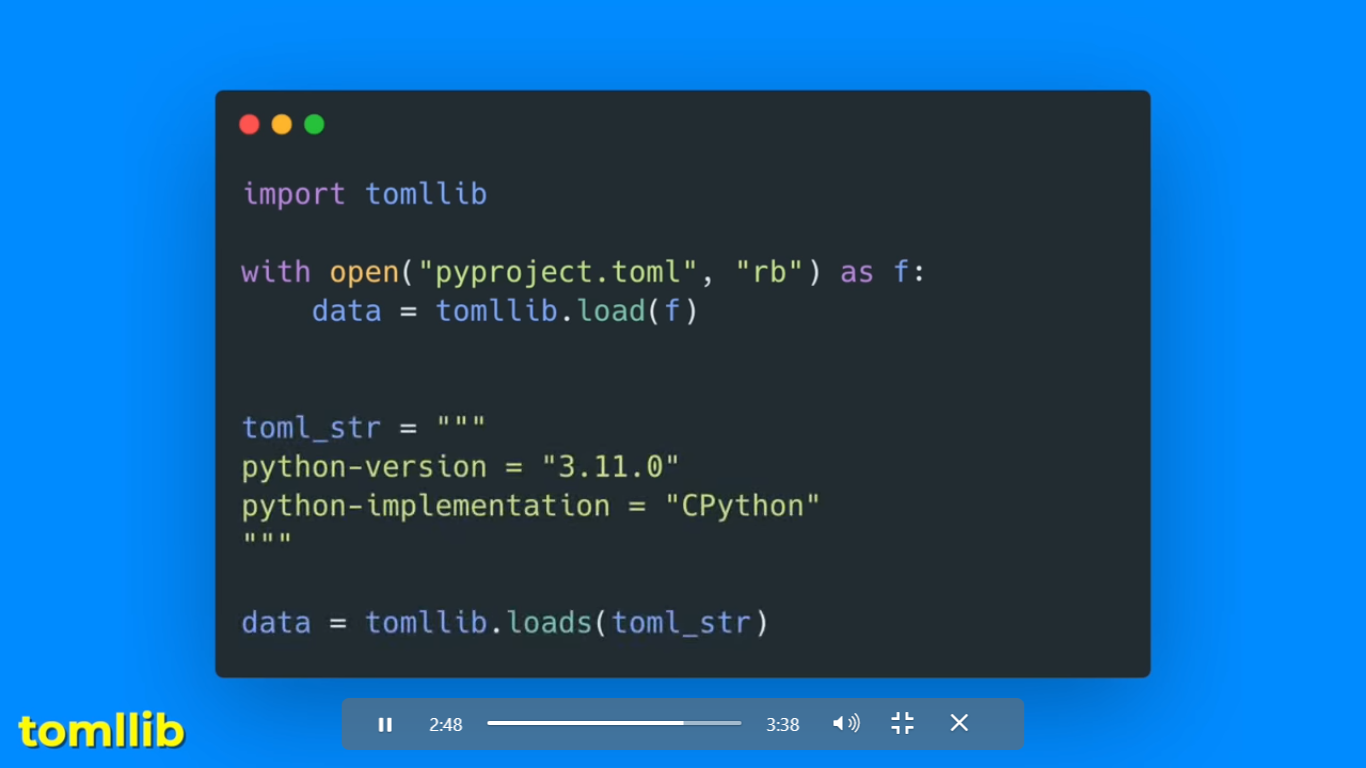 import tomllib
with open("pyproject.toml", "rb") as f:
    data = tomllib.load(f)
toml_str = """
python-version = "3.11.0"
python-implementation = "CPython"
"""
data = tomllib.loads(toml_str)
tomllib
2:48 3:38